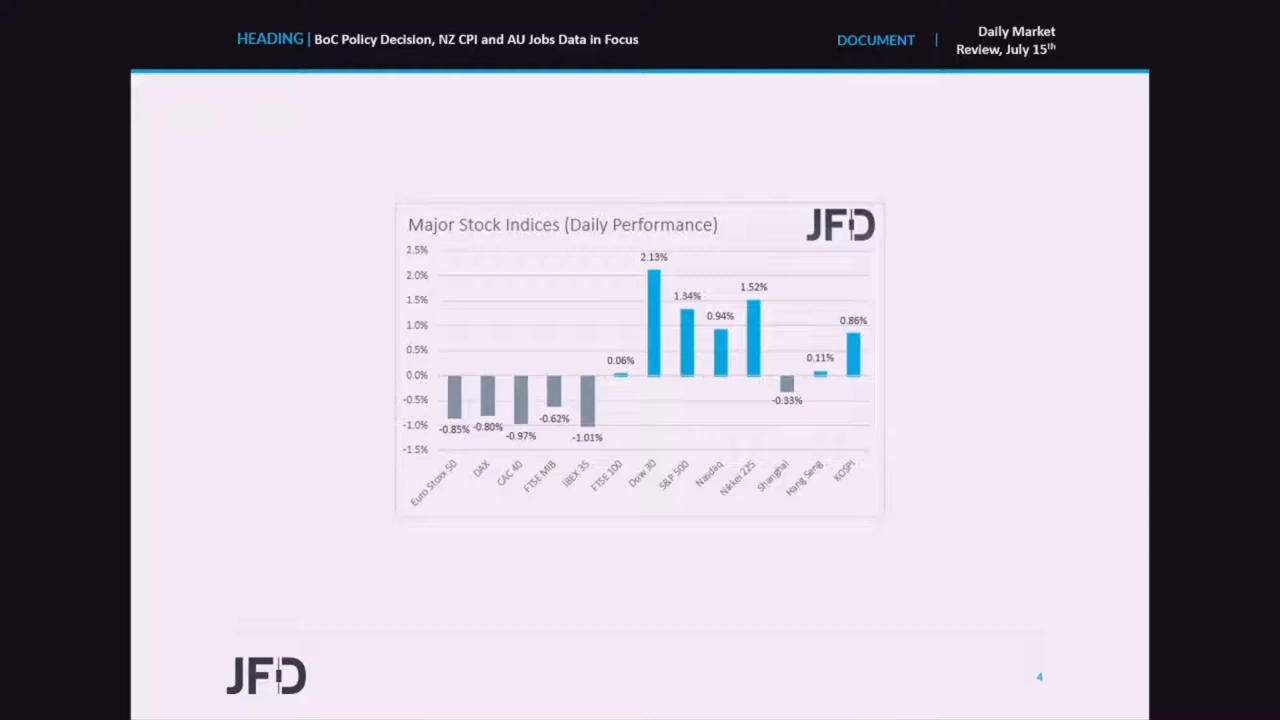 HEADING | BoC Policy Decision, NZ CPI and AU Jobs Data in Focus
DOCUMENT | Daily Market
Review, July 15th
Major Stock Indices (Daily Performance)
JFD
2.5%
2.0%
1.5%
1.0%
0.5%
0.0%
-0.5%
-1.0%
-1.5%
-0.85%
-0.80%
-0.97%
-0.62%
-1.01%
0.06%
2.13%
1.34%
0.94%
1.52%
-0.33%
0.11%
0.86%
Euro Stoxx 50
DAX
CAC 40
FTSE MIB
IBEX 35
FTSE 100
Dow 30
S&P 500
Nasdaq
Nikkei 225
Shanghai
Hang Seng
KOSPI
JFD
4